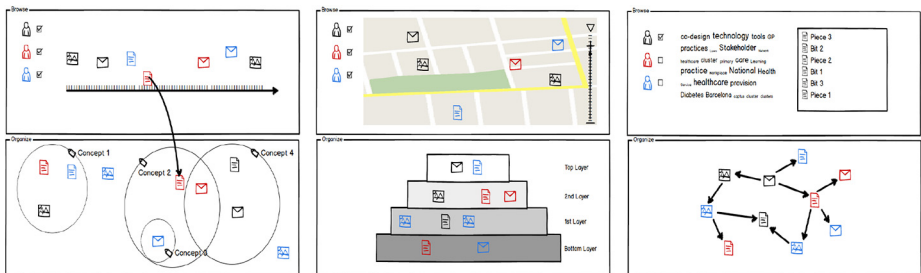 Browse
Organize
Concept 1
Concept 2
Concept 3
Concept 4
Browse
Organize
Top Layer
2nd Layer
1st Layer
Bottom Layer
Browse
co-design technology tools GP
practices Stakeholder
healthcare cluster primary care Learning
practice workplace National Health
healthcare provision
Diabetes Barcelona cluster
Piece 3
Bit 2
Piece 2
Bit 1
Bit 3
Piece 1
Organize